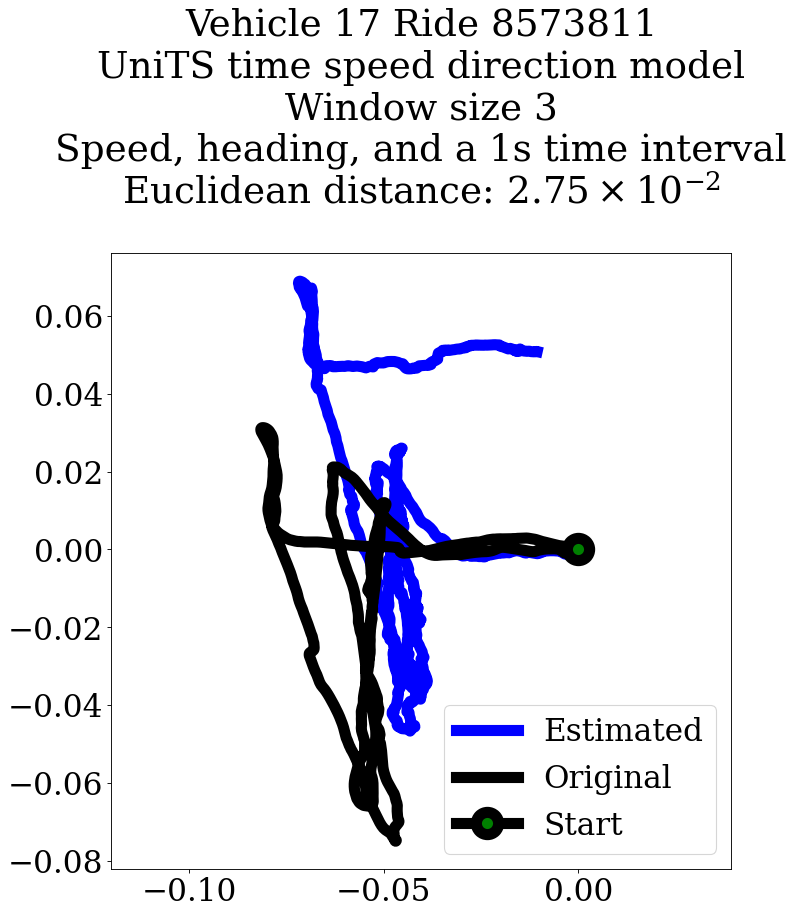 Vehicle 17 Ride 8573811
UniTS time speed direction model
Window size 3
Speed, heading, and a 1s time interval
Euclidean distance: 2.75 × 10⁻²
0.06
0.04
0.02
0.00
−0.02
−0.04
−0.06
−0.08
Estimated
Original
Start
−0.10
−0.05
0.00